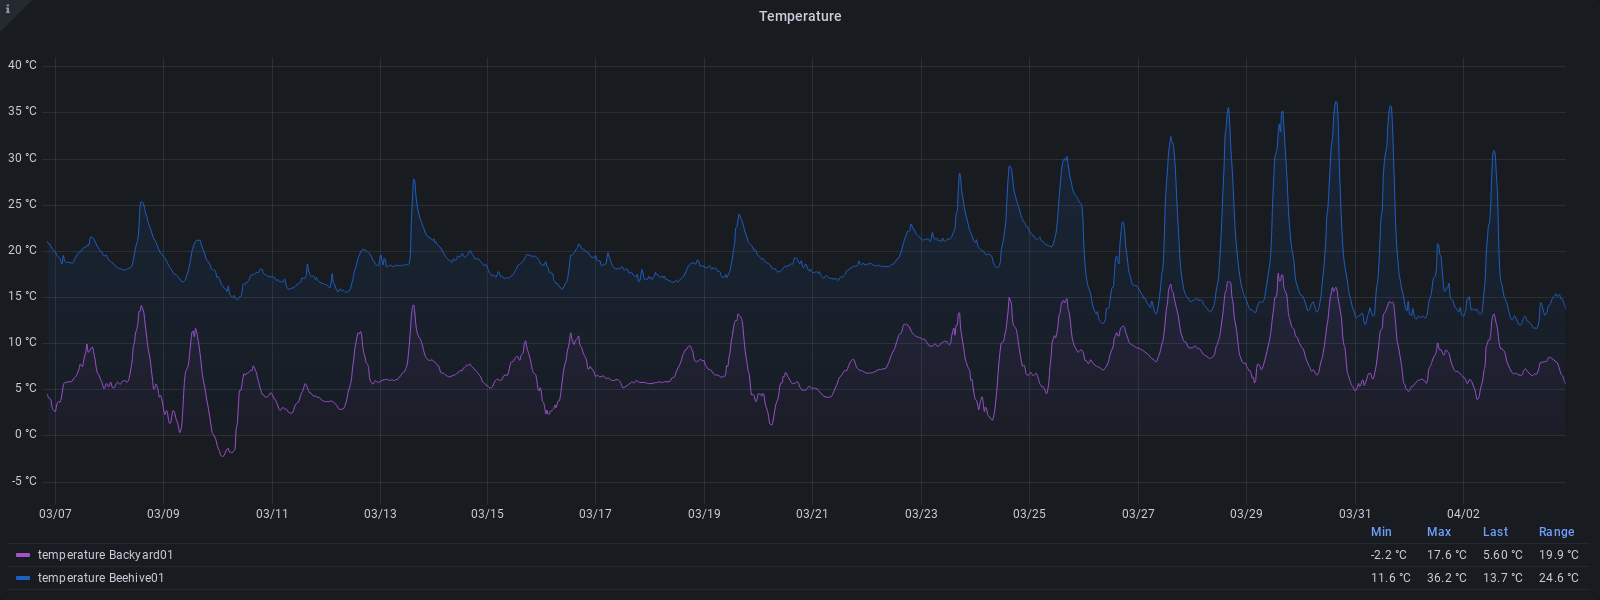 i
Temperature
40 °C
35 °C
30 °C
25 °C
20 °C
15 °C
10 °C
5 °C
0 °C
-5 °C
03/07 03/09 03/11 03/13 03/15 03/17 03/19 03/21 03/23 03/25 03/27 03/29 03/31 04/02
Min Max Last Range
temperature Backyard01 -2.2 °C 17.6 °C 5.60 °C 19.9 °C
temperature Beehive01 11.6 °C 36.2 °C 13.7 °C 24.6 °C